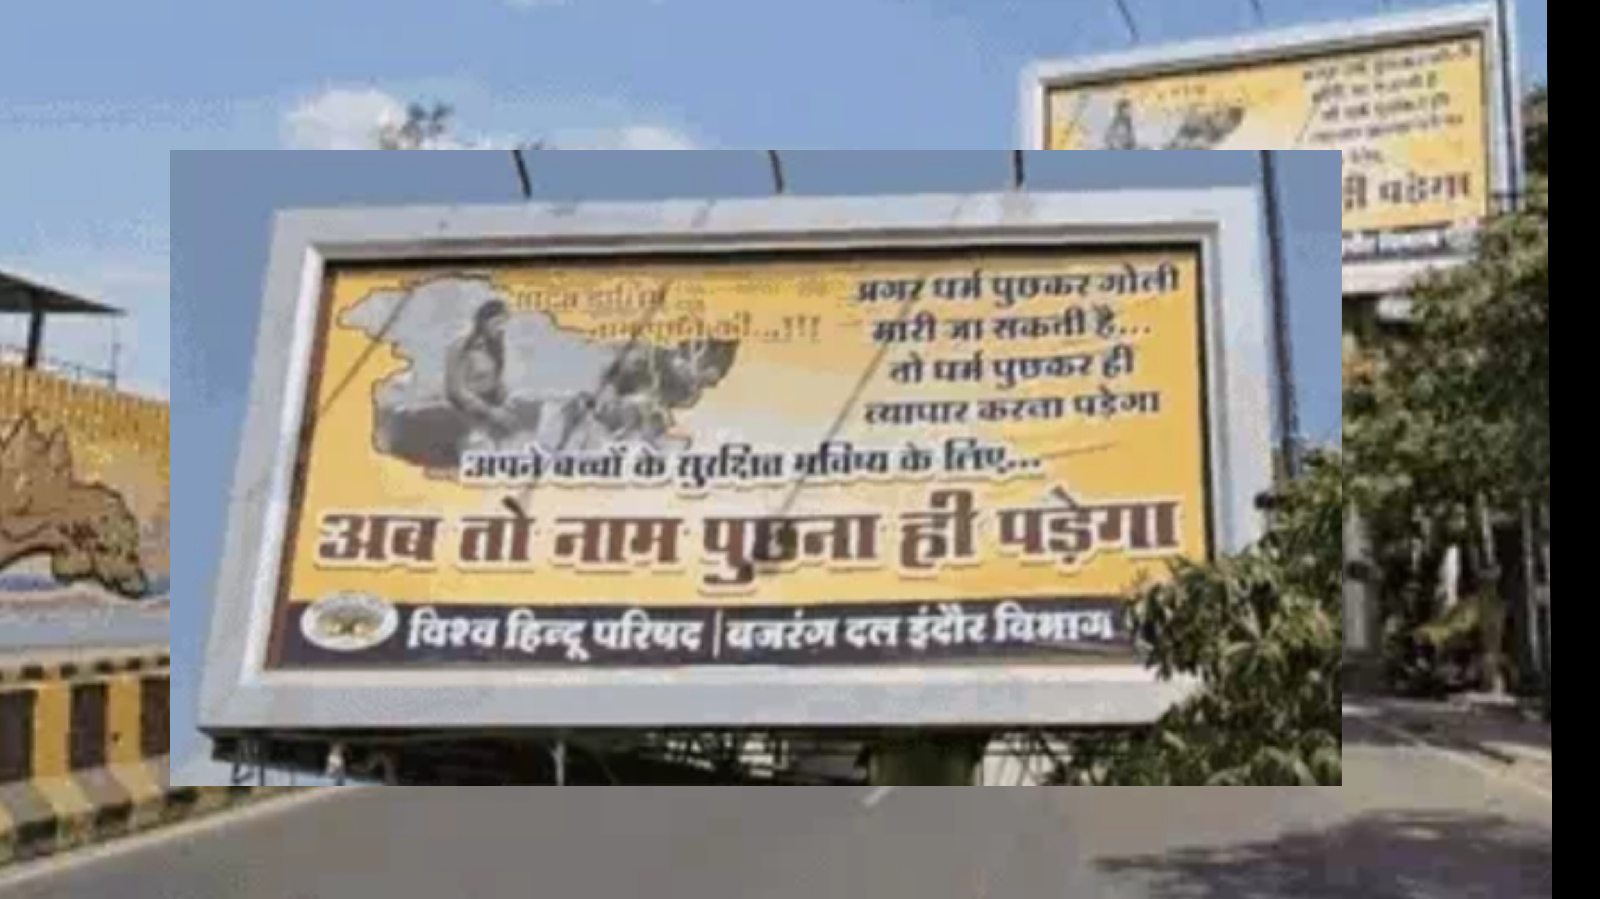 अगर धर्म पुछकर गोली
मारी जा सकती है...
तो धर्म पुछकर ही
व्यापार करना पड़ेगा
अपने बच्चों के सुरक्षित भविष्य के लिए...
अब तो नाम पुछना ही पड़ेगा
विश्व हिन्दू परिषद | बजरंग दल इंदौर विभाग
ही पड़ेगा